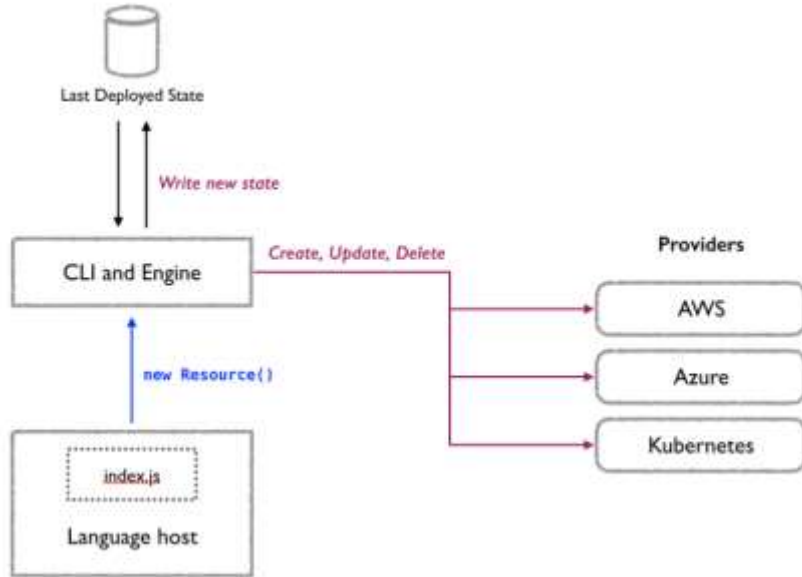 Last Deployed State
Write new state
CLI and Engine
Create, Update, Delete
Providers
AWS
Azure
Kubernetes
new Resource()
index.js
Language host